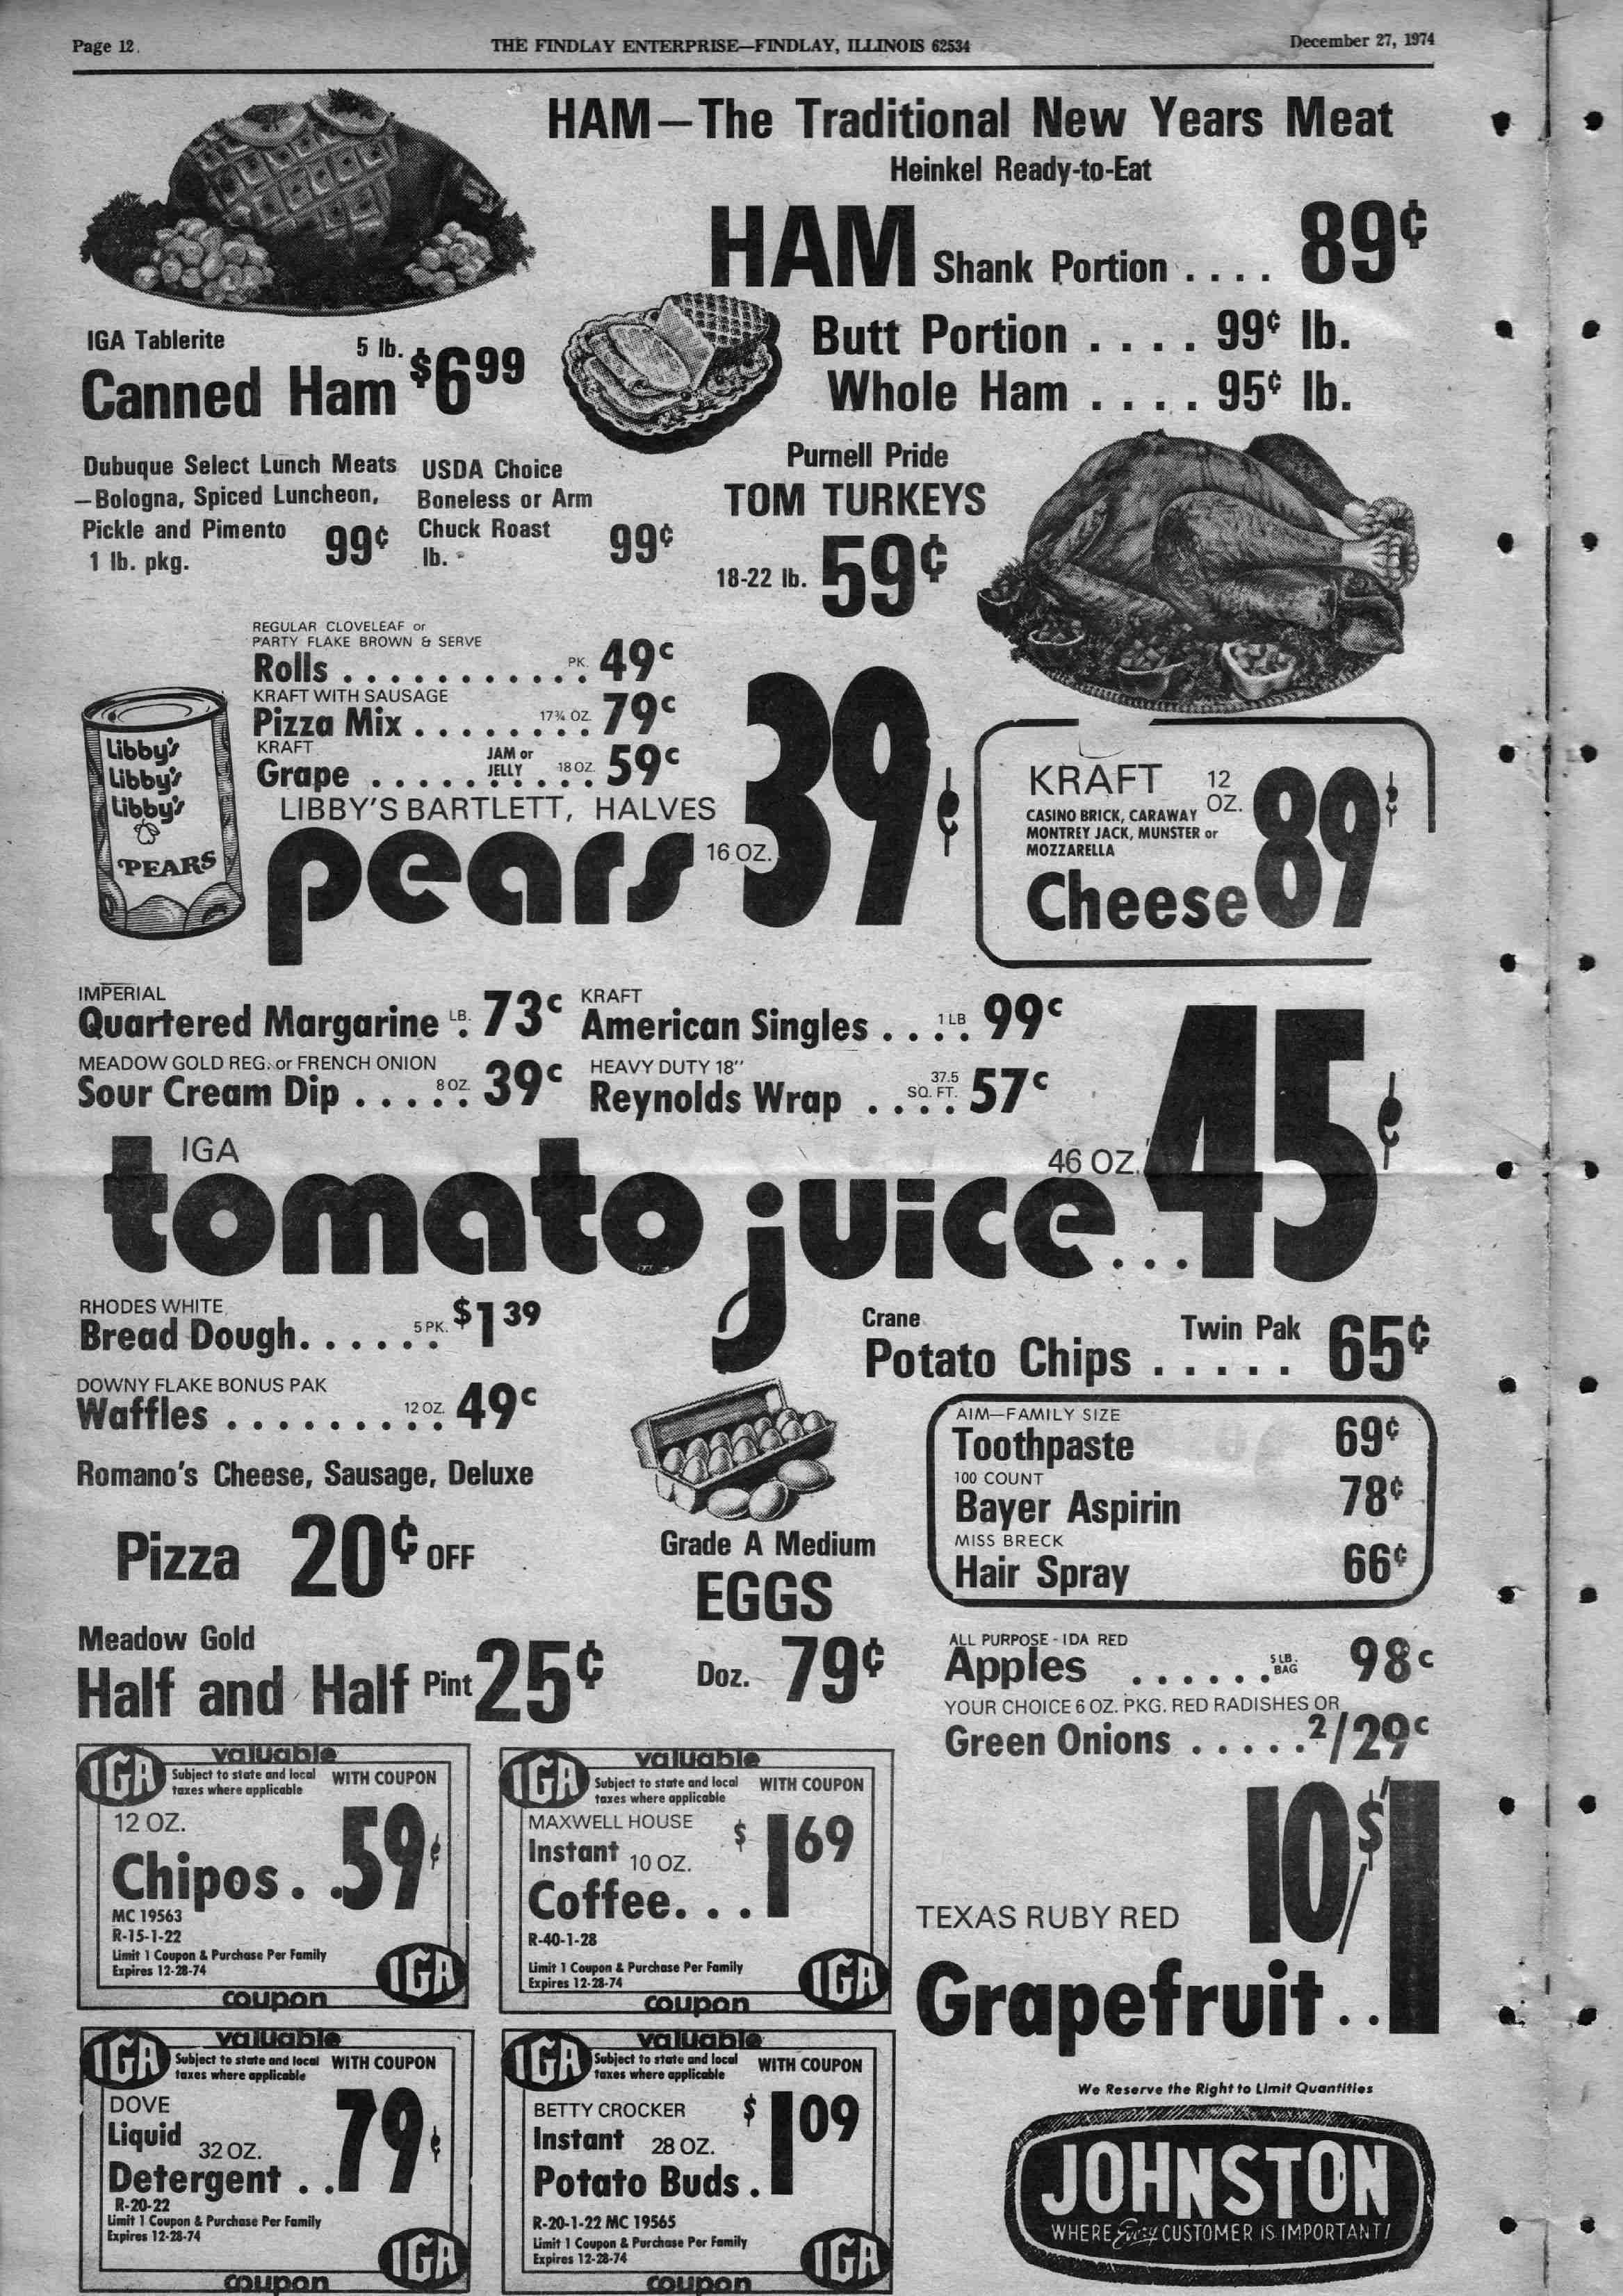 Page 12.
THE FINDLAY ENTERPRISE—FINDLAY, ILLINOIS 62534
December 27, 1974
HAM—The Traditional New Years Meat
Heinkel Ready-to-Eat
HAM Shank Portion .... 89¢
Butt Portion .... 99¢ lb.
Whole Ham .... 95¢ lb.
IGA Tablerite
Canned Ham 5 lb. $6.99
Dubuque Select Lunch Meats
—Bologna, Spiced Luncheon,
Pickle and Pimento
1 lb. pkg. 99¢
USDA Choice
Boneless or Arm
Chuck Roast
lb. 99¢
Purnell Pride
TOM TURKEYS
18-22 lb. 59¢
REGULAR CLOVELEAF or
PARTY FLAKE BROWN & SERVE
Rolls ........... PK. 49c
KRAFT WITH SAUSAGE
Pizza Mix ........ 17¾ OZ. 79c
KRAFT
Grape ......... JAM or JELLY 18 OZ. 59c
Libby's
Libby's
Libby's
PEARS
LIBBY'S BARTLETT, HALVES
pears 16 OZ. 39¢
KRAFT 12 OZ.
CASINO BRICK, CARAWAY
MONTREY JACK, MUNSTER or
MOZZARELLA
Cheese 89¢
IMPERIAL
Quartered Margarine LB. 73c
KRAFT
American Singles .... 1 LB 99c
MEADOW GOLD REG. or FRENCH ONION
Sour Cream Dip ...... 8 OZ. 39c
HEAVY DUTY 18"
Reynolds Wrap .... 37.5 SQ. FT. 57c
IGA
tomato juice... 46 OZ. 45¢
RHODES WHITE
Bread Dough....... 5 PK. $1 39
Crane
Potato Chips ..... Twin Pak 65¢
DOWNY FLAKE BONUS PAK
Waffles ......... 12 OZ. 49c
AIM—FAMILY SIZE
Toothpaste 69¢
100 COUNT
Bayer Aspirin 78¢
MISS BRECK
Hair Spray 66¢
Romano's Cheese, Sausage, Deluxe
Pizza 20¢ OFF
Grade A Medium
EGGS
Doz. 79¢
Meadow Gold
Half and Half Pint 25¢
ALL PURPOSE - IDA RED
Apples ....... 5 LB. BAG 98c
YOUR CHOICE 6 OZ. PKG. RED RADISHES OR
Green Onions ..... 2/29c
TEXAS RUBY RED
Grapefruit .. 10/$1
valuable
IGA
Subject to state and local
taxes where applicable
WITH COUPON
12 OZ.
Chipos. . .59¢
MC 19563
R-15-1-22
Limit 1 Coupon & Purchase Per Family
Expires 12-28-74
IGA
coupon
valuable
IGA
Subject to state and local
taxes where applicable
WITH COUPON
MAXWELL HOUSE
Instant 10 OZ.
Coffee. . . $1 69
R-40-1-28
Limit 1 Coupon & Purchase Per Family
Expires 12-28-74
IGA
coupon
valuable
IGA
Subject to state and local
taxes where applicable
WITH COUPON
DOVE
Liquid 32 OZ.
Detergent . . 79¢
R-20-22
Limit 1 Coupon & Purchase Per Family
Expires 12-28-74
IGA
coupon
valuable
IGA
Subject to state and local
taxes where applicable
WITH COUPON
BETTY CROCKER
Instant 28 OZ.
Potato Buds . $1 09
R-20-1-22 MC 19565
Limit 1 Coupon & Purchase Per Family
Expires 12-28-74
IGA
coupon
We Reserve the Right to Limit Quantities
JOHNSTON
WHERE Every CUSTOMER IS IMPORTANT!